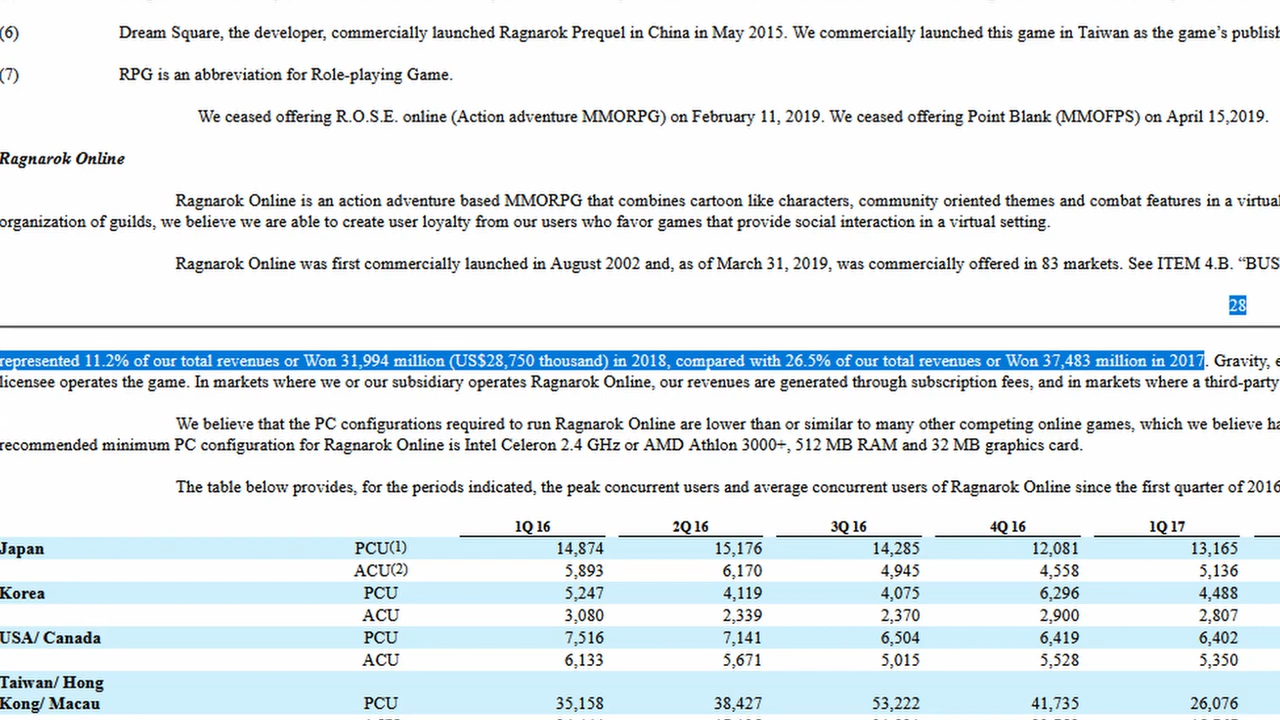 (6) Dream Square, the developer, commercially launched Ragnarok Prequel in China in May 2015. We commercially launched this game in Taiwan as the game's publish
(7) RPG is an abbreviation for Role-playing Game.
We ceased offering R.O.S.E. online (Action adventure MMORPG) on February 11, 2019. We ceased offering Point Blank (MMOFPS) on April 15,2019.
Ragnarok Online
Ragnarok Online is an action adventure based MMORPG that combines cartoon like characters, community oriented themes and combat features in a virtual
organization of guilds, we believe we are able to create user loyalty from our users who favor games that provide social interaction in a virtual setting.
Ragnarok Online was first commercially launched in August 2002 and, as of March 31, 2019, was commercially offered in 83 markets. See ITEM 4.B. “BUS
28
represented 11.2% of our total revenues or Won 31,994 million (US$28,750 thousand) in 2018, compared with 26.5% of our total revenues or Won 37,483 million in 2017. Gravity, e
licensee operates the game. In markets where we or our subsidiary operates Ragnarok Online, our revenues are generated through subscription fees, and in markets where a third-party
We believe that the PC configurations required to run Ragnarok Online are lower than or similar to many other competing online games, which we believe ha
recommended minimum PC configuration for Ragnarok Online is Intel Celeron 2.4 GHz or AMD Athlon 3000+, 512 MB RAM and 32 MB graphics card.
The table below provides, for the periods indicated, the peak concurrent users and average concurrent users of Ragnarok Online since the first quarter of 2016
1Q 16 2Q 16 3Q 16 4Q 16 1Q 17
Japan PCU(1) 14,874 15,176 14,285 12,081 13,165
ACU(2) 5,893 6,170 4,945 4,558 5,136
Korea PCU 5,247 4,119 4,075 6,296 4,488
ACU 3,080 2,339 2,370 2,900 2,807
USA/ Canada PCU 7,516 7,141 6,504 6,419 6,402
ACU 6,133 5,671 5,015 5,528 5,350
Taiwan/ Hong
Kong/ Macau PCU 35,158 38,427 53,222 41,735 26,076